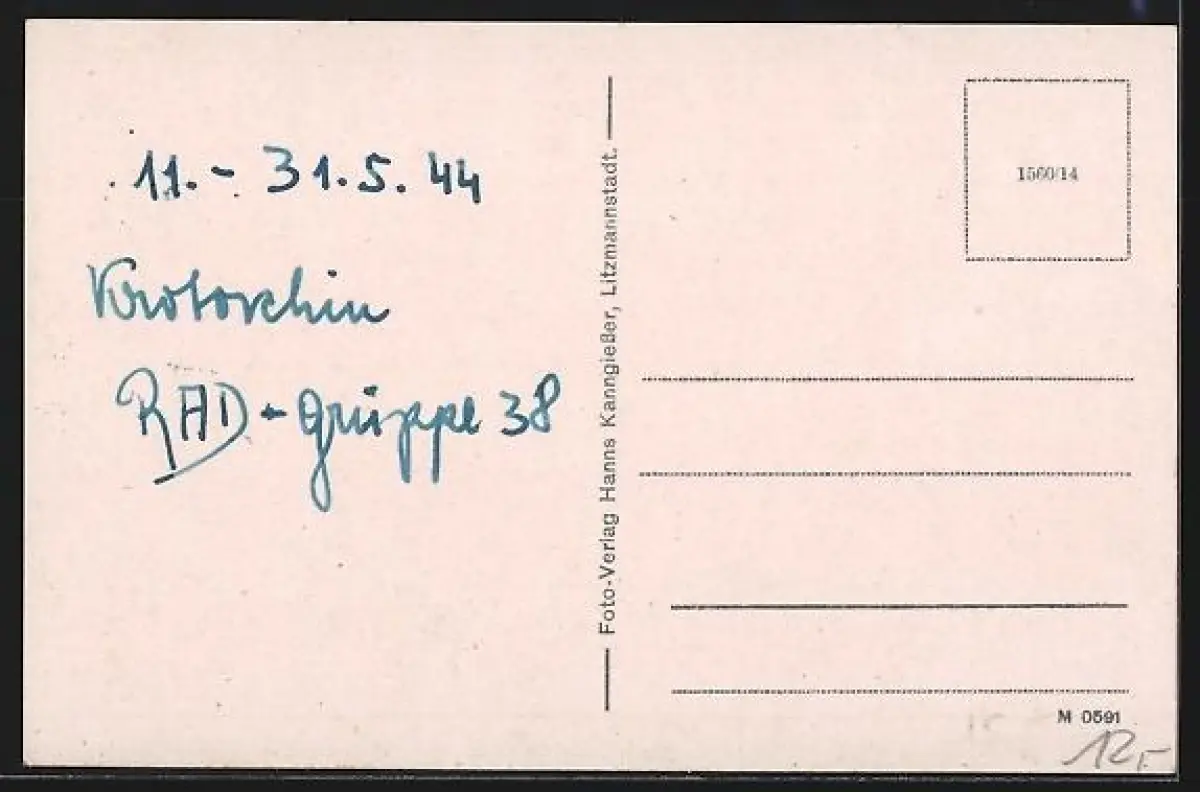 11. - 31.5.44
Krotoschin
RAD - Gruppe 38
Foto-Verlag Hanns Kanngießer, Litzmannstadt.
1560/14
M 0591
12,-